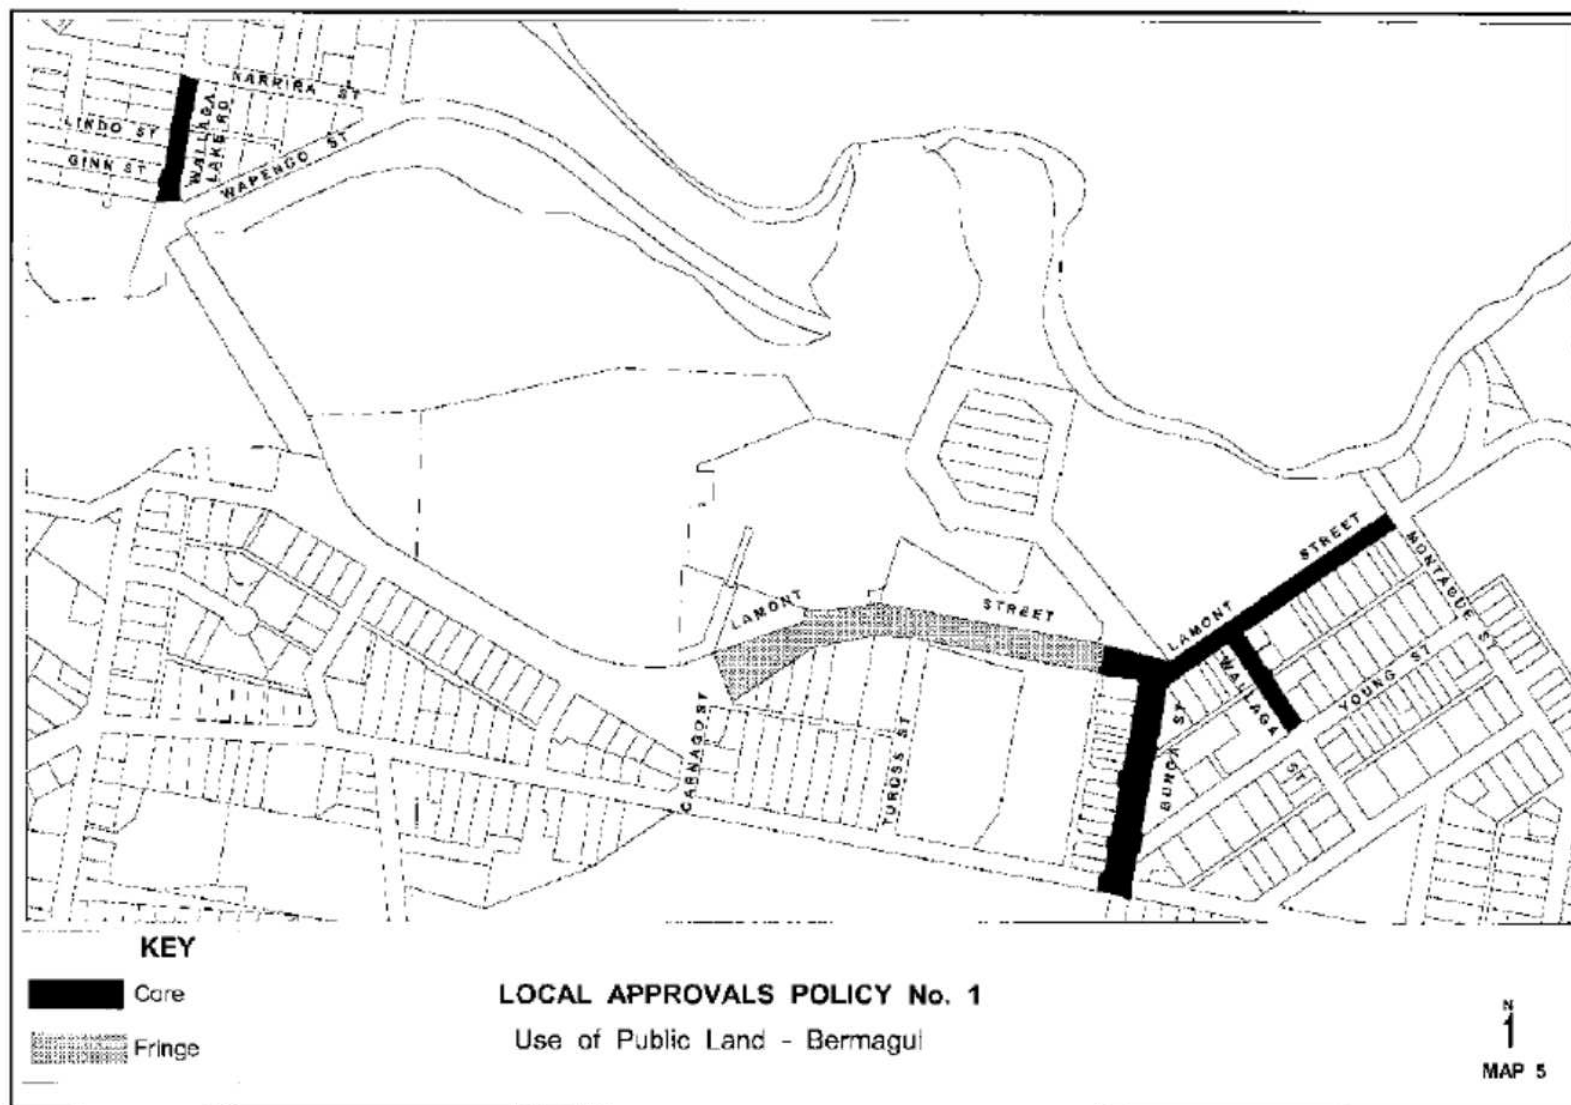 NARRIRA ST
LINDO ST
GINN ST
WALLAGA
LAKE RD
WAPENGO ST
LAMONT STREET
LAMONT STREET
MONTAGUE ST
WALLAGA ST
YOUNG ST
BUNGA ST
TUROSS ST
CABNAGO ST
KEY
Core
Fringe
LOCAL APPROVALS POLICY No. 1
Use of Public Land - Bermagui
N
MAP 5